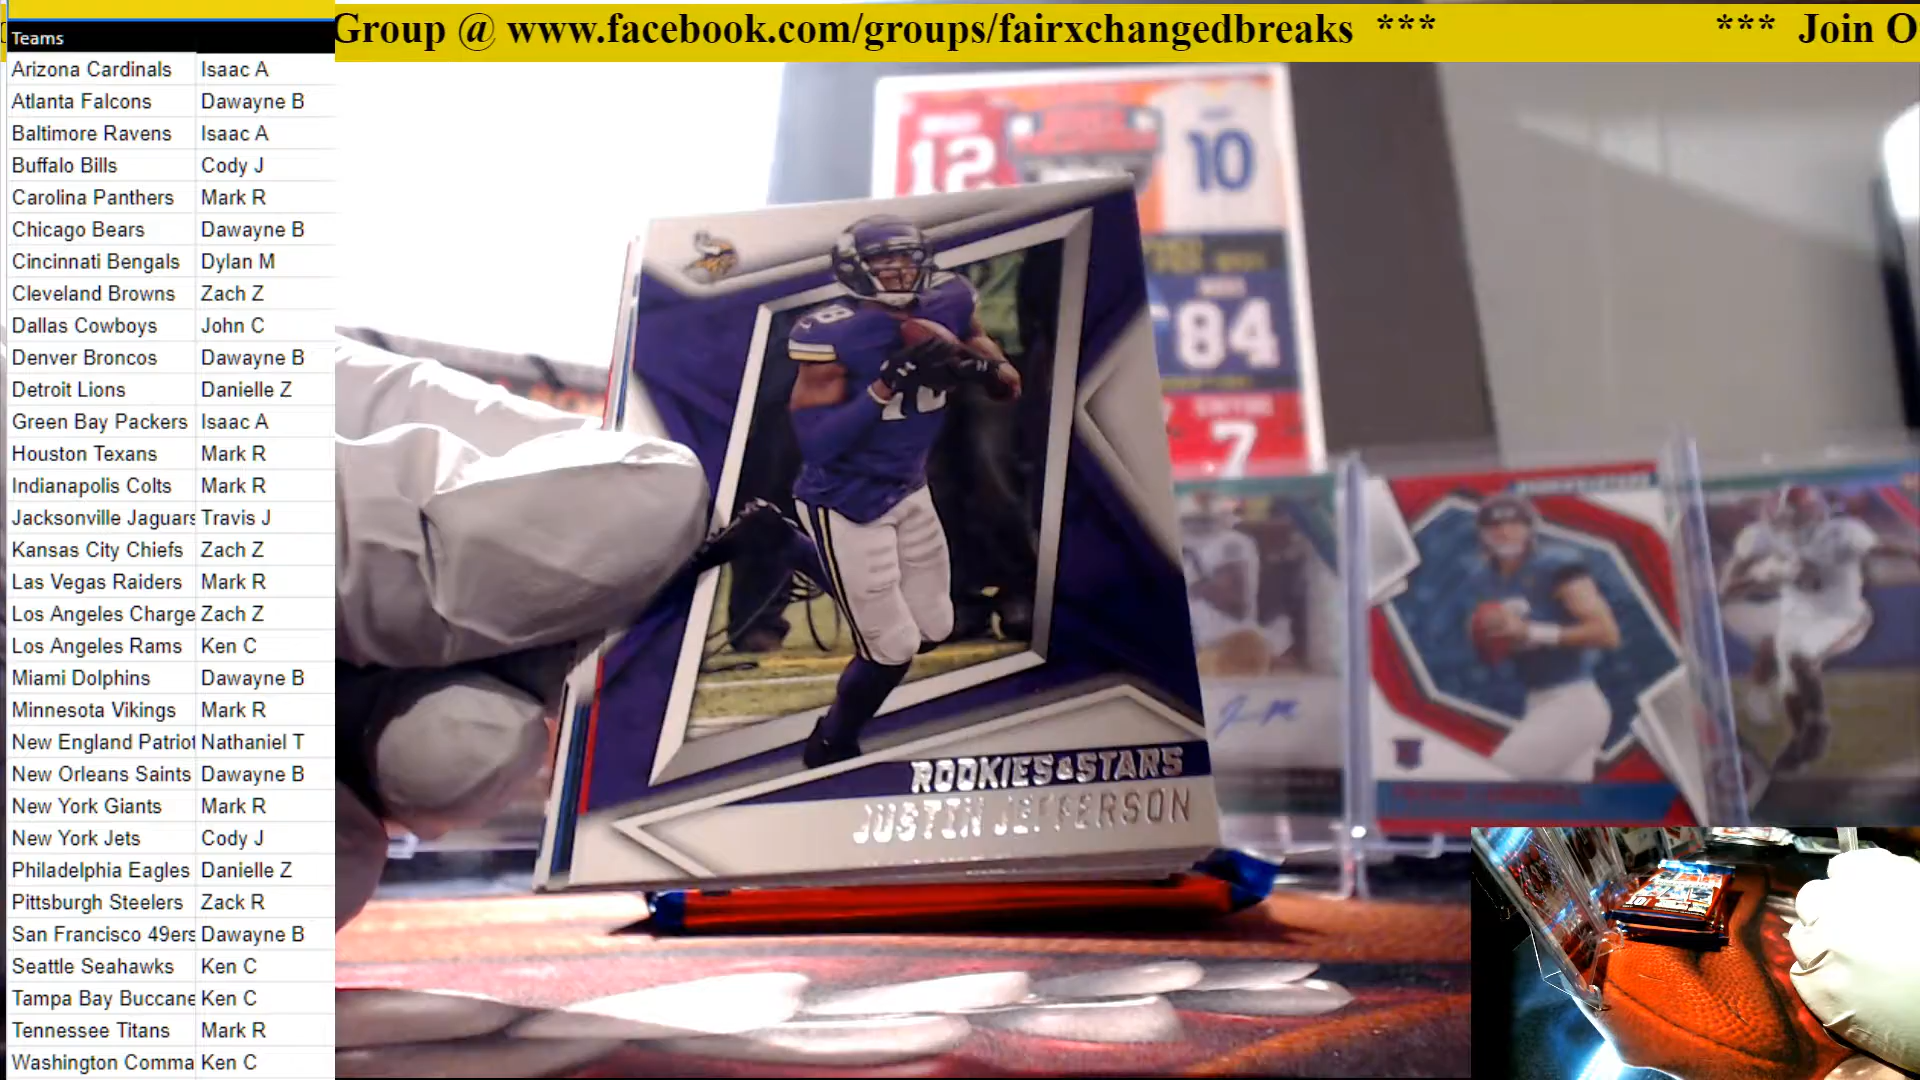 Group @ www.facebook.com/groups/fairxchangedbreaks *** *** Join O
Teams
Arizona Cardinals Isaac A
Atlanta Falcons Dawayne B
Baltimore Ravens Isaac A
Buffalo Bills Cody J
Carolina Panthers Mark R
Chicago Bears Dawayne B
Cincinnati Bengals Dylan M
Cleveland Browns Zach Z
Dallas Cowboys John C
Denver Broncos Dawayne B
Detroit Lions Danielle Z
Green Bay Packers Isaac A
Houston Texans Mark R
Indianapolis Colts Mark R
Jacksonville Jaguars Travis J
Kansas City Chiefs Zach Z
Las Vegas Raiders Mark R
Los Angeles Charge Zach Z
Los Angeles Rams Ken C
Miami Dolphins Dawayne B
Minnesota Vikings Mark R
New England Patriot Nathaniel T
New Orleans Saints Dawayne B
New York Giants Mark R
New York Jets Cody J
Philadelphia Eagles Danielle Z
Pittsburgh Steelers Zack R
San Francisco 49ers Dawayne B
Seattle Seahawks Ken C
Tampa Bay Buccane Ken C
Tennessee Titans Mark R
Washington Comma Ken C
12
10
84
7
18
ROOKIES & STARS
JUSTIN JEFFERSON